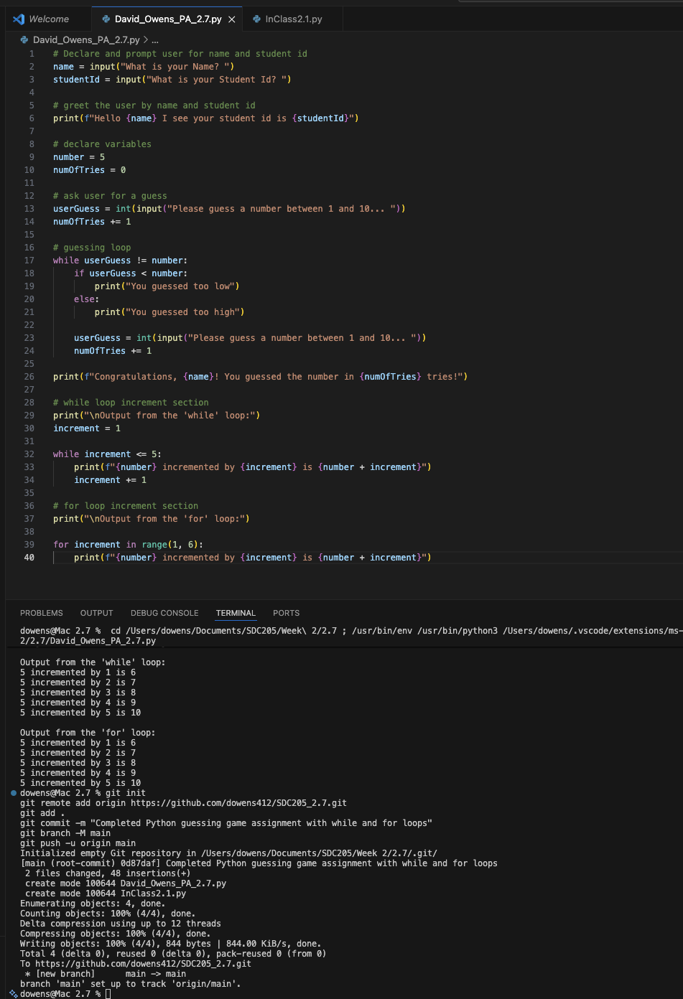 Welcome
David_Owens_PA_2.7.py
InClass2.1.py
David_Owens_PA_2.7.py > ...
1 # Declare and prompt user for name and student id
2 name = input("What is your Name? ")
3 studentId = input("What is your Student Id? ")
4
5 # greet the user by name and student id
6 print(f"Hello {name} I see your student id is {studentId}")
7
8 # declare variables
9 number = 5
10 numOfTries = 0
11
12 # ask user for a guess
13 userGuess = int(input("Please guess a number between 1 and 10... "))
14 numOfTries += 1
15
16 # guessing loop
17 while userGuess != number:
18     if userGuess < number:
19         print("You guessed too low")
20     else:
21         print("You guessed too high")
22
23     userGuess = int(input("Please guess a number between 1 and 10... "))
24     numOfTries += 1
25
26 print(f"Congratulations, {name}! You guessed the number in {numOfTries} tries!")
27
28 # while loop increment section
29 print("\nOutput from the 'while' loop:")
30 increment = 1
31
32 while increment <= 5:
33     print(f"{number} incremented by {increment} is {number + increment}")
34     increment += 1
35
36 # for loop increment section
37 print("\nOutput from the 'for' loop:")
38
39 for increment in range(1, 6):
40     print(f"{number} incremented by {increment} is {number + increment}")
PROBLEMS OUTPUT DEBUG CONSOLE TERMINAL PORTS
dowens@Mac 2.7 %  cd /Users/dowens/Documents/SDC205/Week\ 2/2.7 ; /usr/bin/env /usr/bin/python3 /Users/dowens/.vscode/extensions/ms-
2/2.7/David_Owens_PA_2.7.py
Output from the 'while' loop:
5 incremented by 1 is 6
5 incremented by 2 is 7
5 incremented by 3 is 8
5 incremented by 4 is 9
5 incremented by 5 is 10
Output from the 'for' loop:
5 incremented by 1 is 6
5 incremented by 2 is 7
5 incremented by 3 is 8
5 incremented by 4 is 9
5 incremented by 5 is 10
dowens@Mac 2.7 % git init
git remote add origin https://github.com/dowens412/SDC205_2.7.git
git add .
git commit -m "Completed Python guessing game assignment with while and for loops"
git branch -M main
git push -u origin main
Initialized empty Git repository in /Users/dowens/Documents/SDC205/Week 2/2.7/.git/
[main (root-commit) 0d87daf] Completed Python guessing game assignment with while and for loops
 2 files changed, 48 insertions(+)
 create mode 100644 David_Owens_PA_2.7.py
 create mode 100644 InClass2.1.py
Enumerating objects: 4, done.
Counting objects: 100% (4/4), done.
Delta compression using up to 12 threads
Compressing objects: 100% (4/4), done.
Writing objects: 100% (4/4), 844 bytes | 844.00 KiB/s, done.
Total 4 (delta 0), reused 0 (delta 0), pack-reused 0 (from 0)
To https://github.com/dowens412/SDC205_2.7.git
 * [new branch]      main -> main
branch 'main' set up to track 'origin/main'.
dowens@Mac 2.7 %